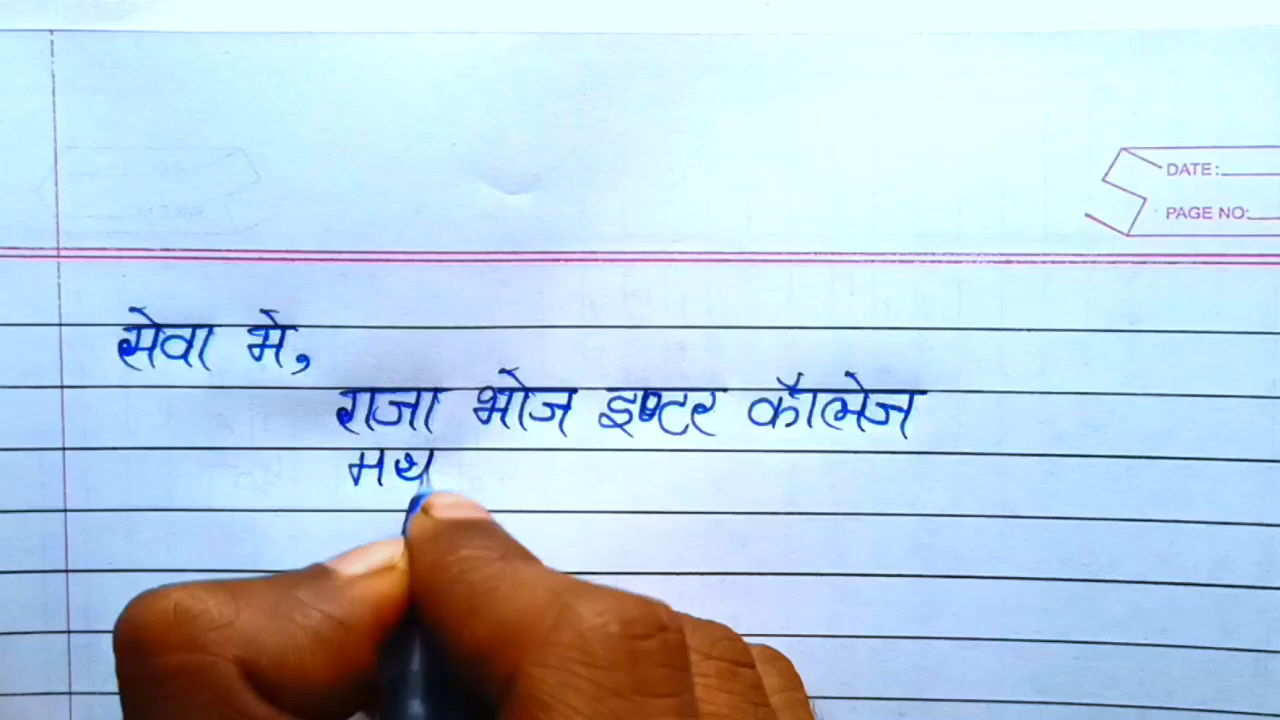 DATE:
PAGE NO:
सेवा मे,
राजा भोज इण्टर कॉलेज
मथ